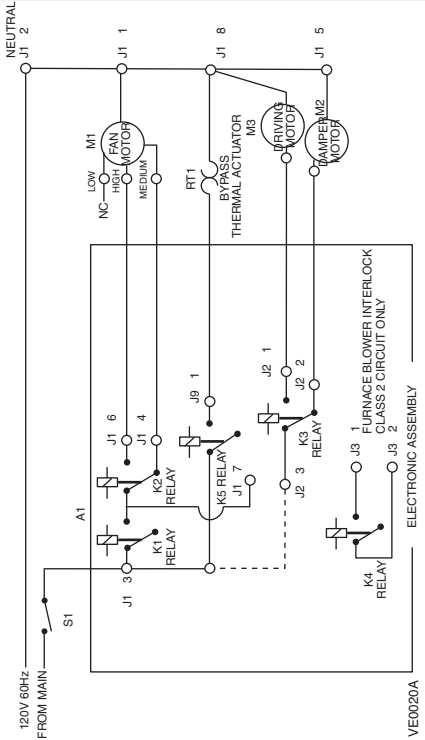 NEUTRAL
J1 2
J1 1
J1 8
J1 5
M1
FAN
MOTOR
LOW
HIGH
MEDIUM
NC
RT1
BYPASS
THERMAL ACTUATOR
M3
DRIVING
MOTOR
M2
DAMPER
MOTOR
A1
J1 6
J1 4
K2
RELAY
K1
RELAY
J1 3
J9 1
K5 RELAY
J1 7
J2 1
J2 2
K3
RELAY
J2 3
FURNACE BLOWER INTERLOCK
CLASS 2 CIRCUIT ONLY
J3 1
J3 2
K4
RELAY
ELECTRONIC ASSEMBLY
S1
120V 60Hz
FROM MAIN
VE0020A